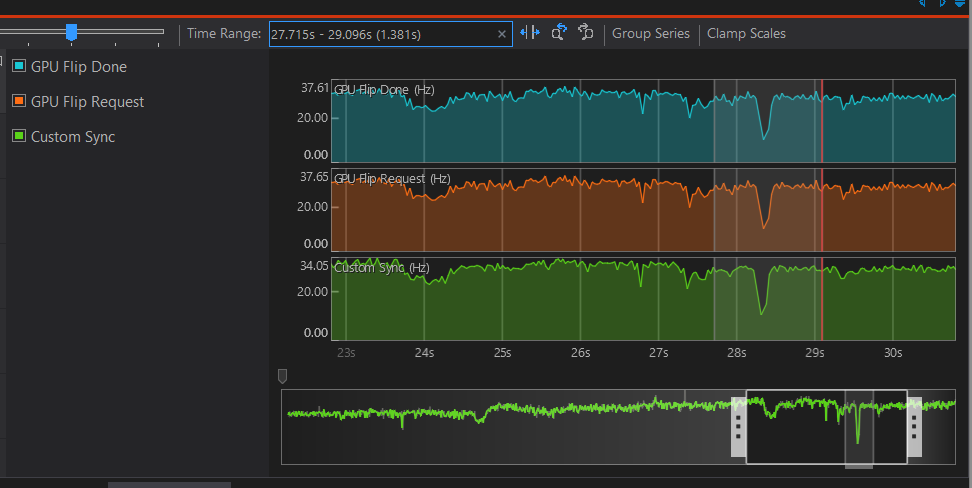 Time Range: 27.715s - 29.096s (1.381s) × Group Series Clamp Scales
GPU Flip Done
GPU Flip Request
Custom Sync
37.61 GPU Flip Done (Hz)
20.00
0.00
37.65 GPU Flip Request (Hz)
20.00
0.00
34.05 Custom Sync (Hz)
20.00
0.00
23s 24s 25s 26s 27s 28s 29s 30s